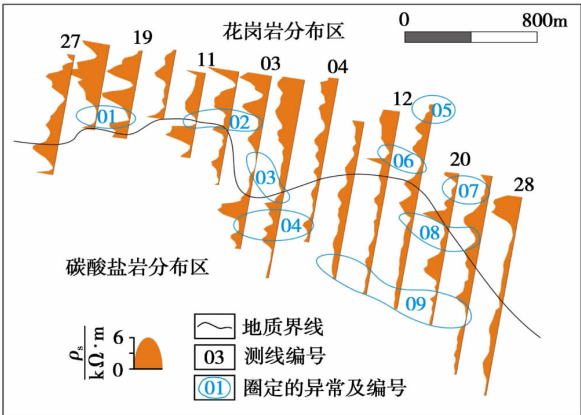 花岗岩分布区
0 800m
27 19 11 03 04 12 20 28
01 02 03 04 05 06 07 08 09
碳酸盐岩分布区
ρs
kΩ·m
6
0
地质界线
03 测线编号
01 圈定的异常及编号